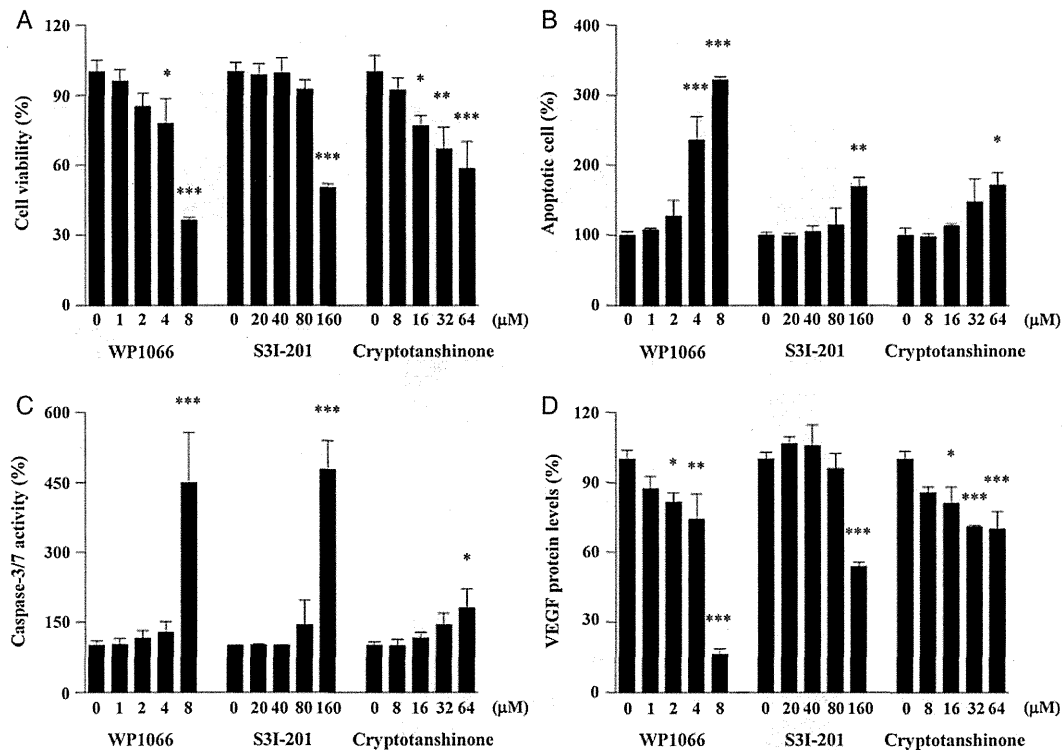 A
Cell viability (%)
120
90
60
30
0
*
***
***
*
**
***
0 1 2 4 8 0 20 40 80 160 0 8 16 32 64 (μM)
WP1066 S3I-201 Cryptotanshinone
B
Apoptotic cell (%)
400
300
200
100
0
***
***
**
*
0 1 2 4 8 0 20 40 80 160 0 8 16 32 64 (μM)
WP1066 S3I-201 Cryptotanshinone
C
Caspase-3/7 activity (%)
600
450
300
150
0
***
***
*
0 1 2 4 8 0 20 40 80 160 0 8 16 32 64 (μM)
WP1066 S3I-201 Cryptotanshinone
D
VEGF protein levels (%)
120
90
60
30
0
*
**
***
***
*
***
***
0 1 2 4 8 0 20 40 80 160 0 8 16 32 64 (μM)
WP1066 S3I-201 Cryptotanshinone